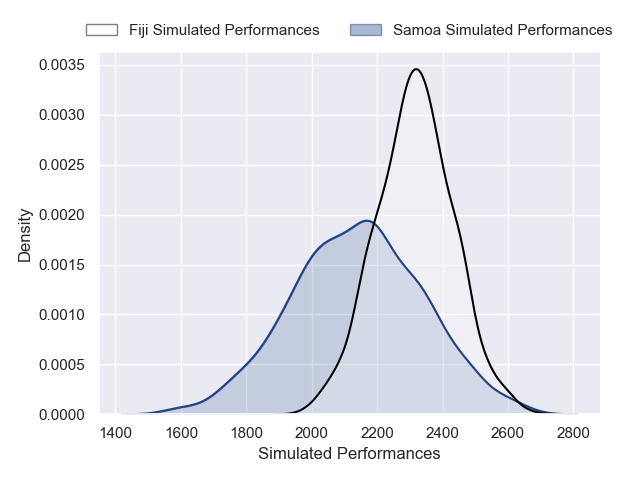 Fiji Simulated Performances Samoa Simulated Performances
0.0035
0.0030
0.0025
0.0020
0.0015
0.0010
0.0005
0.0000
Density
1400 1600 1800 2000 2200 2400 2600 2800
Simulated Performances